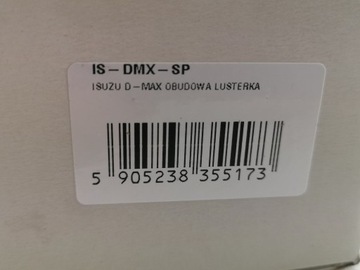 IS-DMX-SP
ISUZU D-MAX OBUDOWA LUSTERKA
5 905238 355173